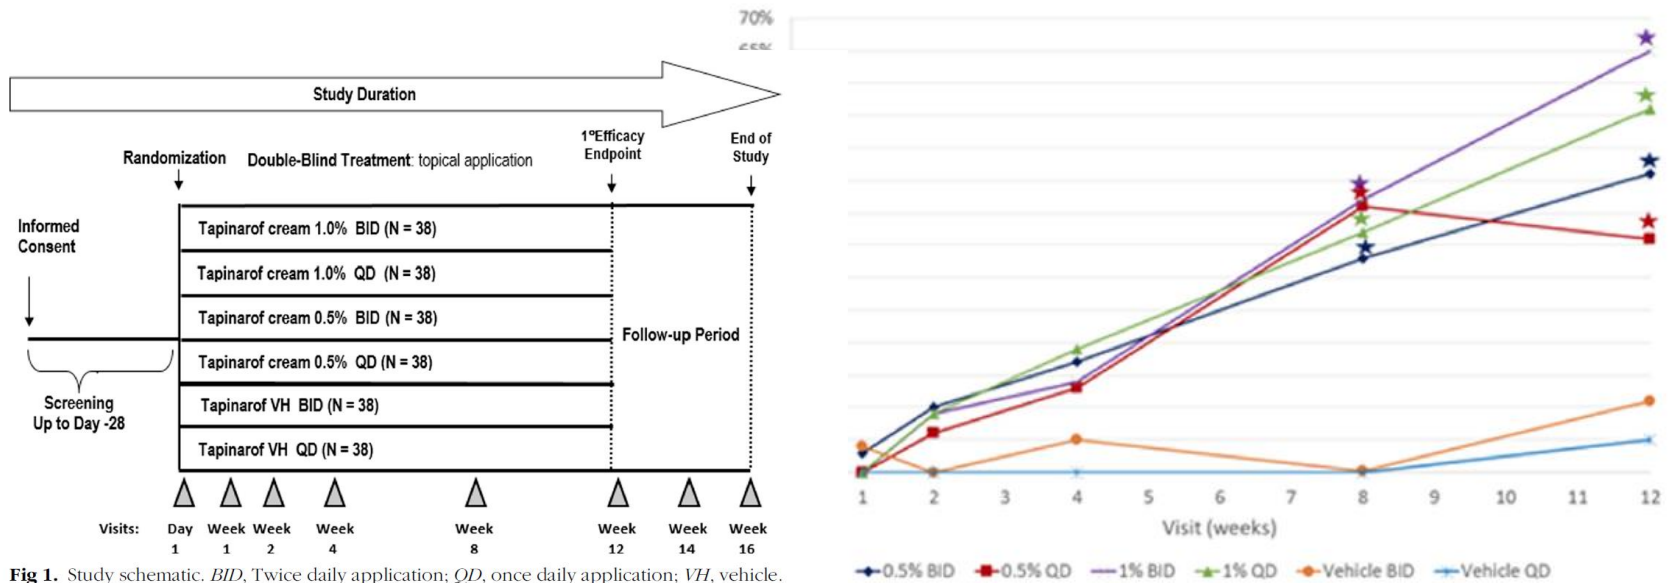 70%
65%
Study Duration
1°Efficacy
Endpoint
End of
Study
Randomization
Double-Blind Treatment: topical application
Informed
Consent
Tapinarof cream 1.0% BID (N = 38)
Tapinarof cream 1.0% QD (N = 38)
Tapinarof cream 0.5% BID (N = 38)
Tapinarof cream 0.5% QD (N = 38)
Tapinarof VH BID (N = 38)
Tapinarof VH QD (N = 38)
Follow-up Period
Screening
Up to Day -28
Visits: Day Week Week Week Week Week Week Week
1 1 2 4 8 12 14 16
Fig 1. Study schematic. BID, Twice daily application; QD, once daily application; VH, vehicle.
1 2 3 4 5 6 7 8 9 10 11 12
Visit (weeks)
0.5% BID 0.5% QD 1% BID 1% QD Vehicle BID Vehicle QD